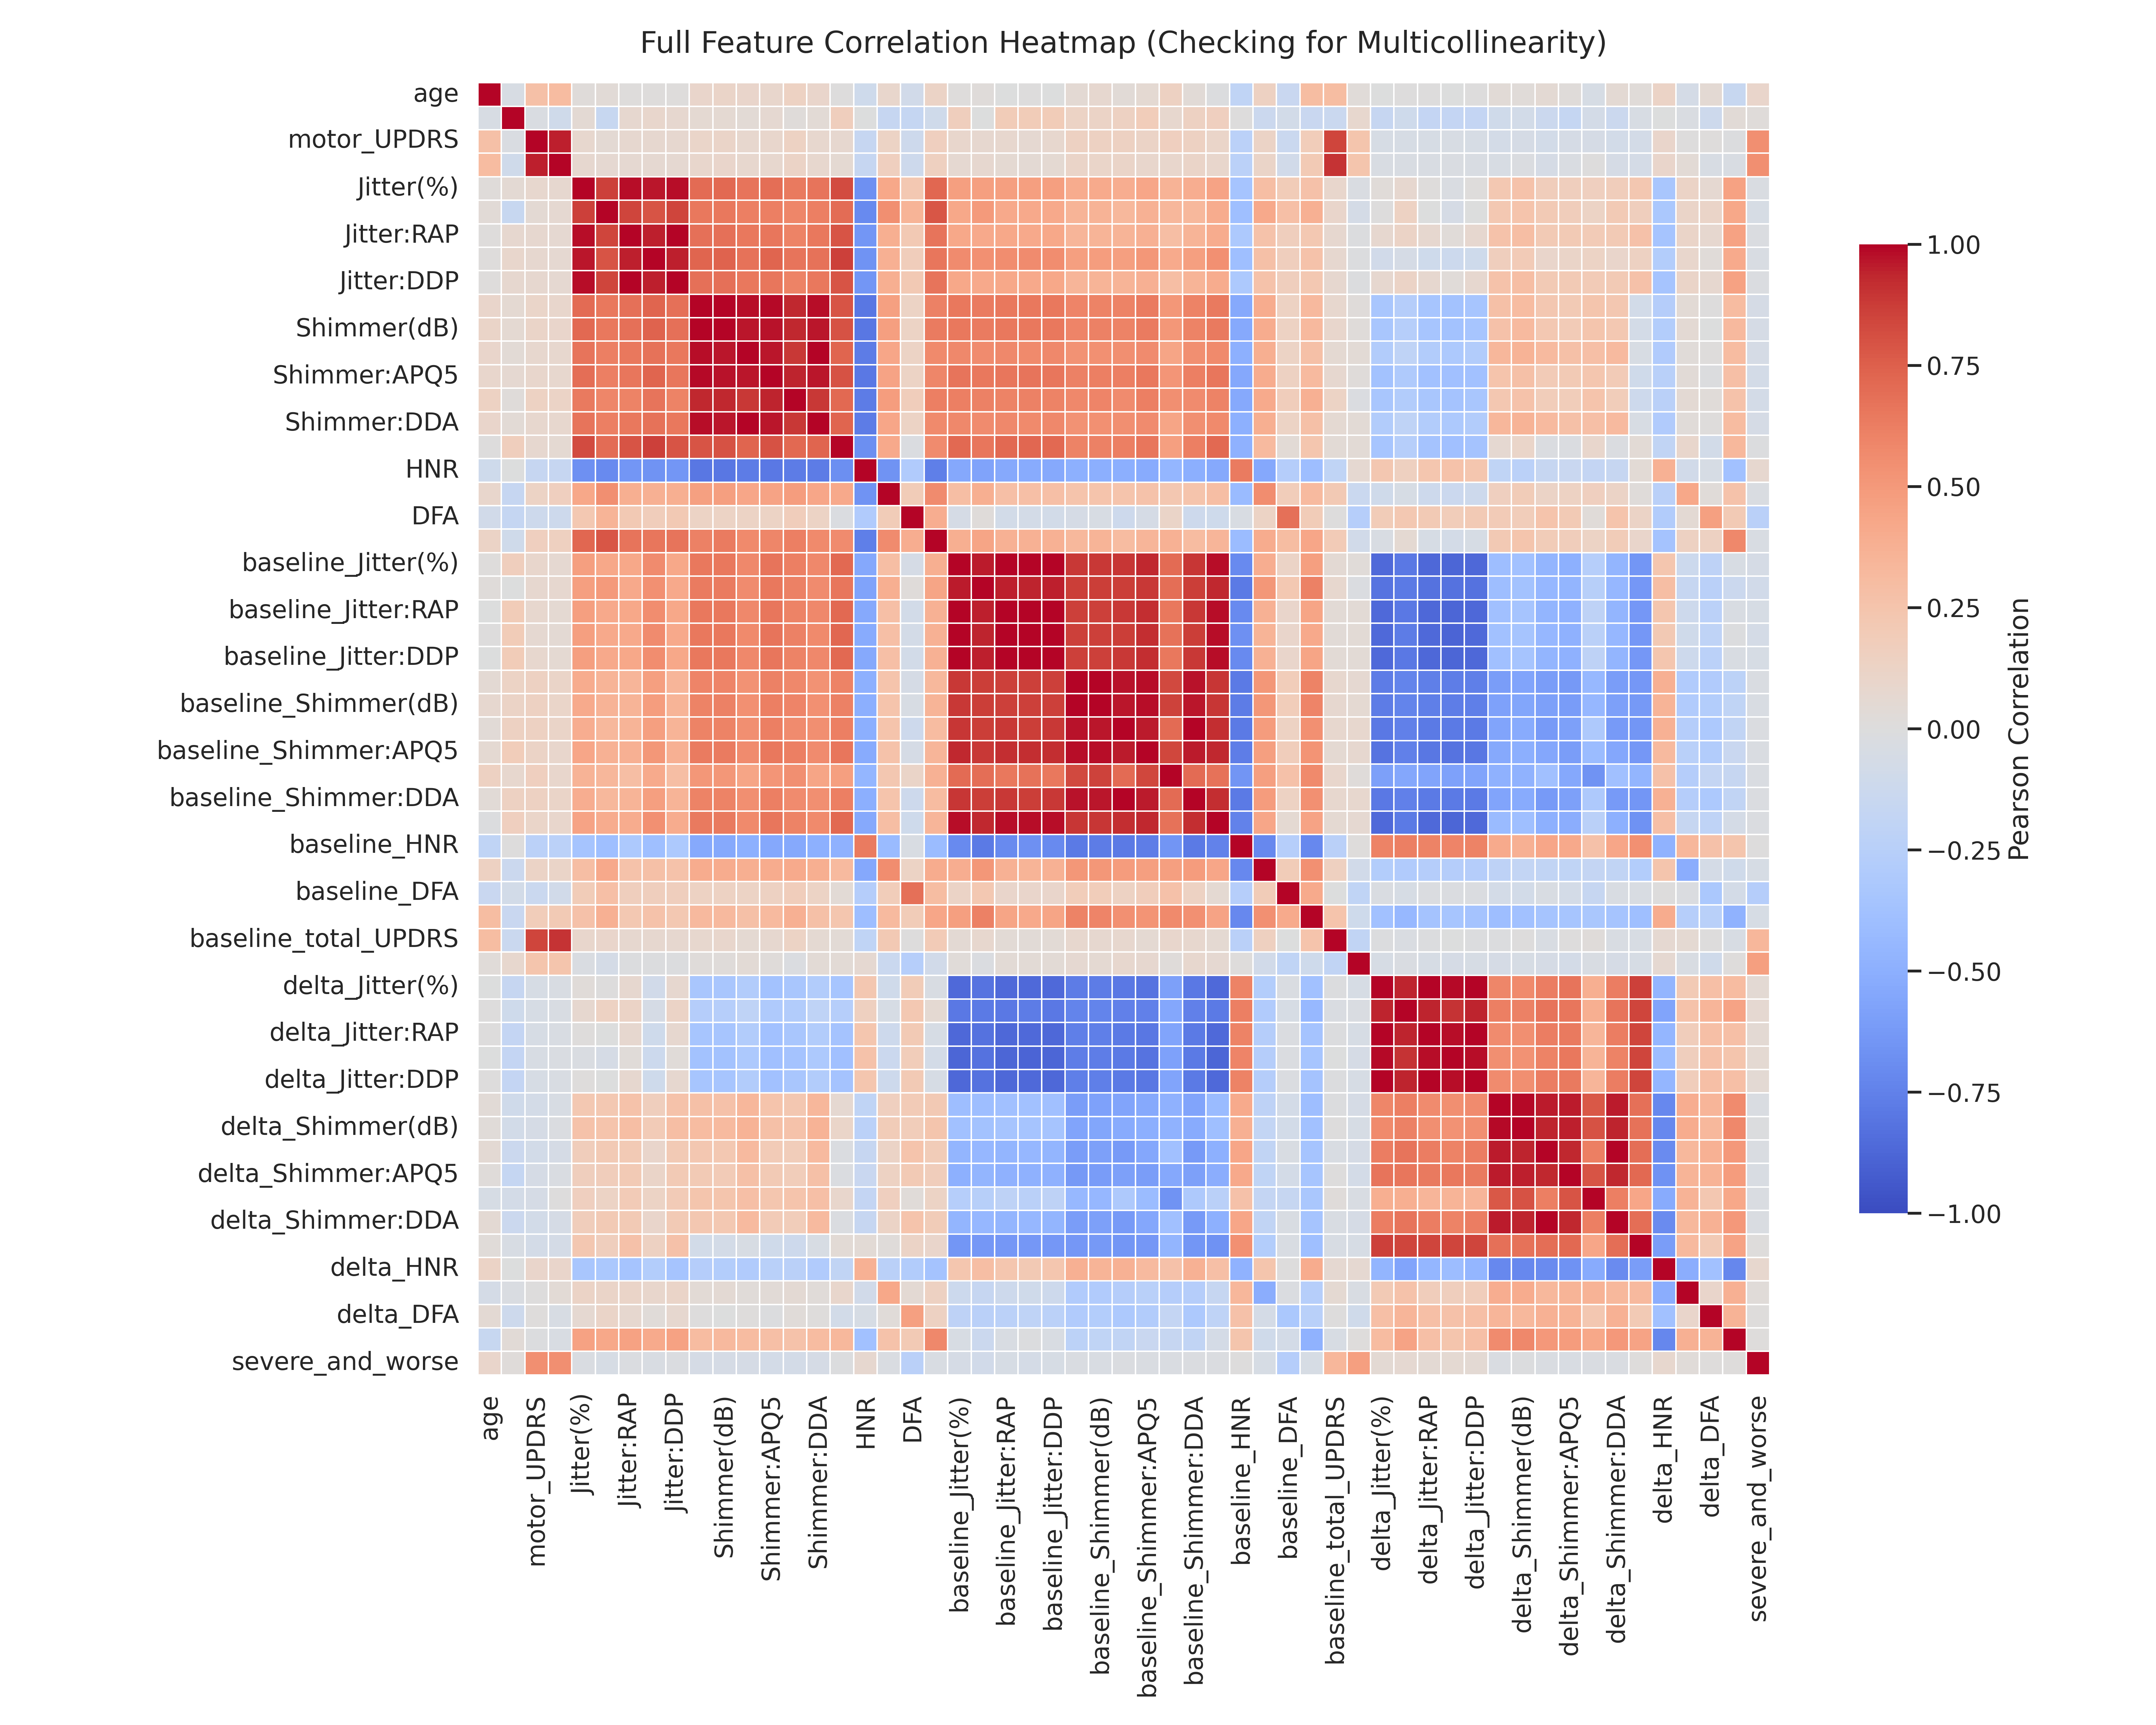 Full Feature Correlation Heatmap (Checking for Multicollinearity)
age
motor_UPDRS
Jitter(%)
Jitter:RAP
Jitter:DDP
Shimmer(dB)
Shimmer:APQ5
Shimmer:DDA
HNR
DFA
baseline_Jitter(%)
baseline_Jitter:RAP
baseline_Jitter:DDP
baseline_Shimmer(dB)
baseline_Shimmer:APQ5
baseline_Shimmer:DDA
baseline_HNR
baseline_DFA
baseline_total_UPDRS
delta_Jitter(%)
delta_Jitter:RAP
delta_Jitter:DDP
delta_Shimmer(dB)
delta_Shimmer:APQ5
delta_Shimmer:DDA
delta_HNR
delta_DFA
severe_and_worse
age
motor_UPDRS
Jitter(%)
Jitter:RAP
Jitter:DDP
Shimmer(dB)
Shimmer:APQ5
Shimmer:DDA
HNR
DFA
baseline_Jitter(%)
baseline_Jitter:RAP
baseline_Jitter:DDP
baseline_Shimmer(dB)
baseline_Shimmer:APQ5
baseline_Shimmer:DDA
baseline_HNR
baseline_DFA
baseline_total_UPDRS
delta_Jitter(%)
delta_Jitter:RAP
delta_Jitter:DDP
delta_Shimmer(dB)
delta_Shimmer:APQ5
delta_Shimmer:DDA
delta_HNR
delta_DFA
severe_and_worse
1.00
0.75
0.50
0.25
0.00
−0.25
−0.50
−0.75
−1.00
Pearson Correlation